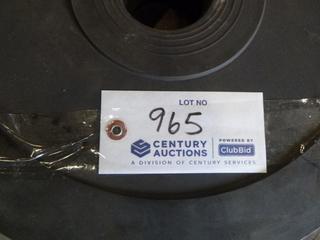 LOT NO
965
CENTURY
AUCTIONS
POWERED BY
ClubBid
A DIVISION OF CENTURY SERVICES